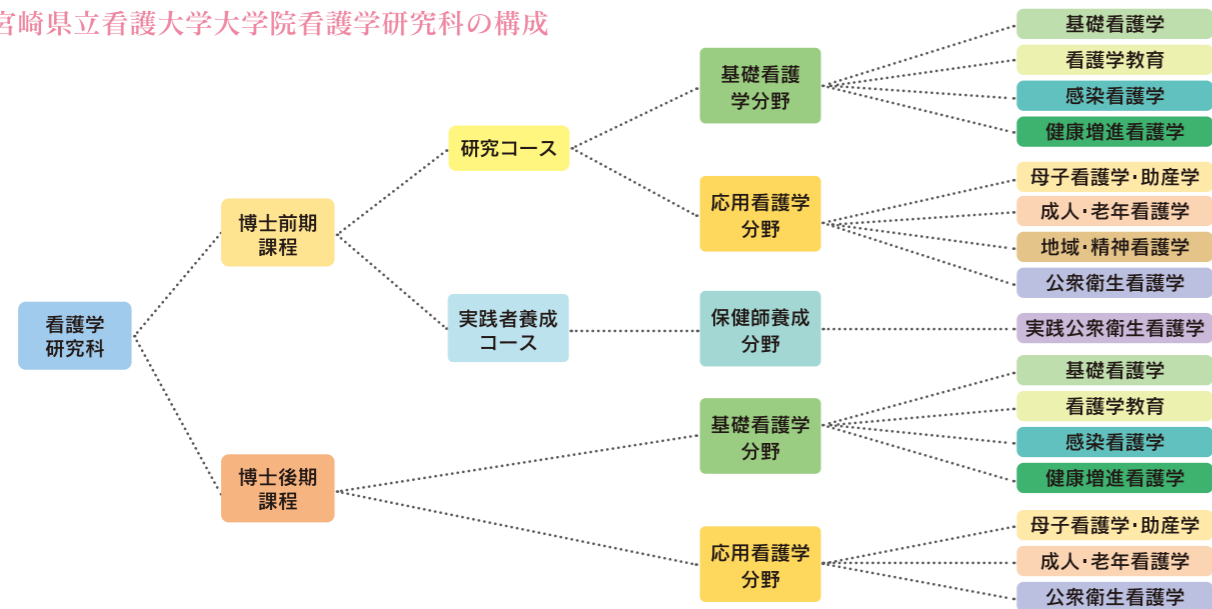 宮崎県立看護大学大学院看護学研究科の構成
看護学
研究科
博士前期
課程
博士後期
課程
研究コース
実践者養成
コース
基礎看護
学分野
応用看護学
分野
保健師養成
分野
基礎看護学
分野
応用看護学
分野
基礎看護学
看護学教育
感染看護学
健康増進看護学
母子看護学・助産学
成人・老年看護学
地域・精神看護学
公衆衛生看護学
実践公衆衛生看護学
基礎看護学
看護学教育
感染看護学
健康増進看護学
母子看護学・助産学
成人・老年看護学
公衆衛生看護学